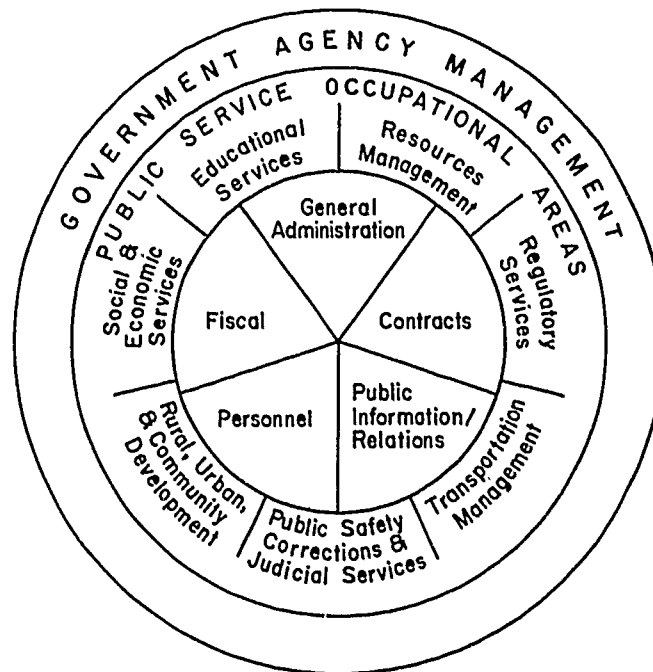 GOVERNMENT AGENCY MANAGEMENT
PUBLIC SERVICE OCCUPATIONAL AREAS
Educational
Services
Resources
Management
Regulatory
Services
Transportation
Management
Public Safety
Corrections &
Judicial Services
Rural, Urban,
& Community
Development
Social &
Economic
Services
General
Administration
Contracts
Public
Information/
Relations
Personnel
Fiscal